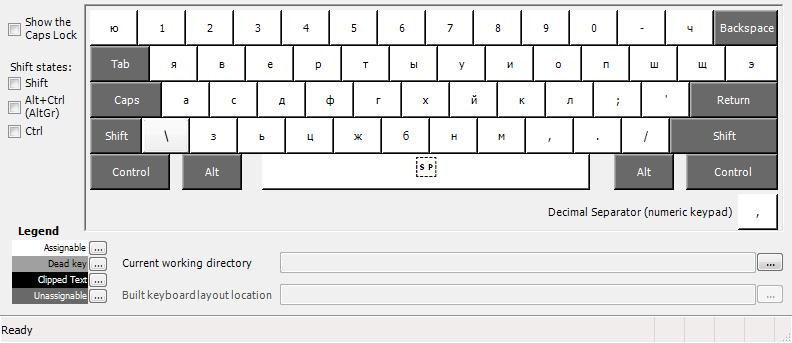 Show the Caps Lock
ю 1 2 3 4 5 6 7 8 9 0 - ч Backspace
Shift states:
Tab я в е р т ы у и о п ш щ э
Shift
Alt+Ctrl (AltGr)
Caps а с д ф г х й к л ; ' Return
Ctrl
Shift \ з ь ц ж б н м , . / Shift
Control Alt S P Alt Control
Decimal Separator (numeric keypad) ,
Legend
Assignable ...
Dead key ...
Clipped Text ...
Unassignable ...
Current working directory ...
Built keyboard layout location ...
Ready